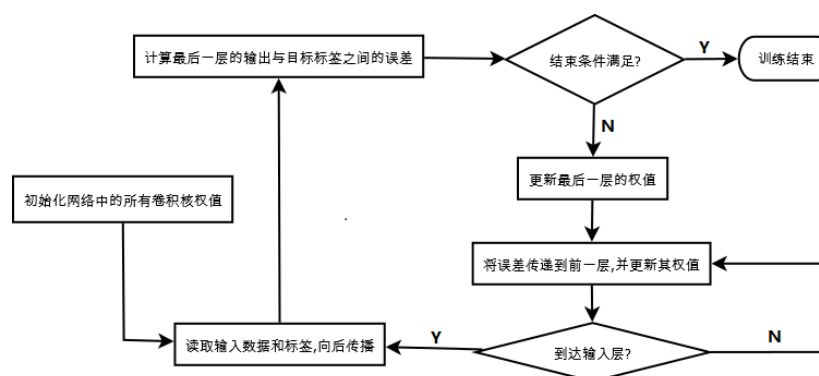 计算最后一层的输出与目标标签之间的误差
结束条件满足?
Y
训练结束
N
更新最后一层的权值
初始化网络中的所有卷积核权值
将误差传递到前一层,并更新其权值
读取输入数据和标签,向后传播
Y
到达输入层?
N